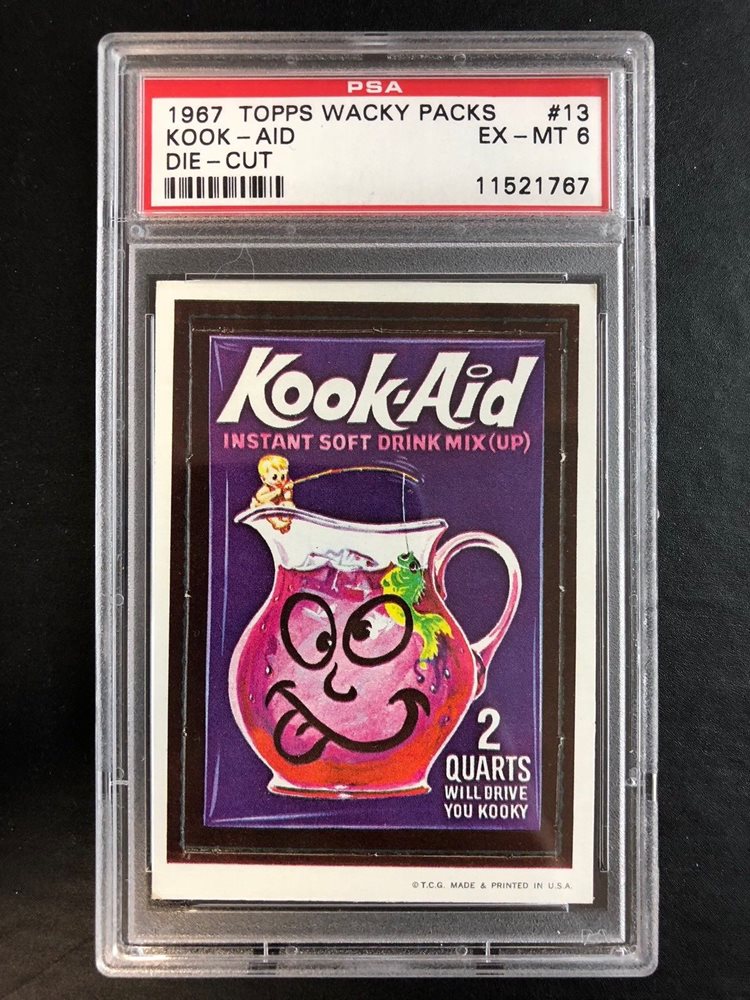 PSA
1967 TOPPS WACKY PACKS #13
KOOK-AID EX-MT 6
DIE-CUT
11521767
Kook-Aid
INSTANT SOFT DRINK MIX (UP)
2
QUARTS
WILL DRIVE
YOU KOOKY
© T.C.G. MADE & PRINTED IN U.S.A.